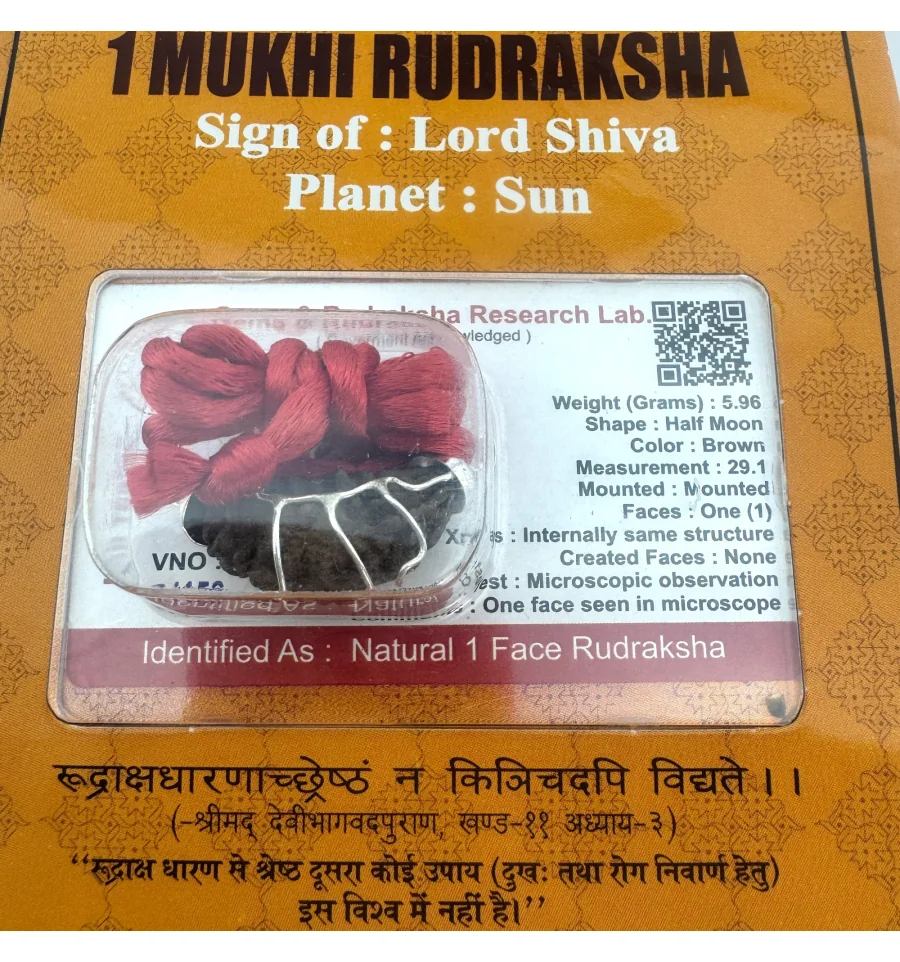 1 MUKHI RUDRAKSHA
Sign of : Lord Shiva
Planet : Sun
Rudraksha Research Lab.
Weight (Grams) : 5.96
Shape : Half Moon
Color : Brown
Measurement : 29.1
Mounted : Mounted
Faces : One (1)
: Internally same structure
Created Faces : None
: Microscopic observation
VNO :
: One face seen in microscope
Identified As : Natural 1 Face Rudraksha
रूद्राक्षधारणाच्छ्रेष्ठं न किञिचदपि विद्यते।।
(-श्रीमद् देवीभागवदपुराण, खण्ड-११ अध्याय-३)
“रूद्राक्ष धारण से श्रेष्ठ दूसरा कोई उपाय (दुखः तथा रोग निवार्ण हेतु)
इस विश्व में नहीं है।”